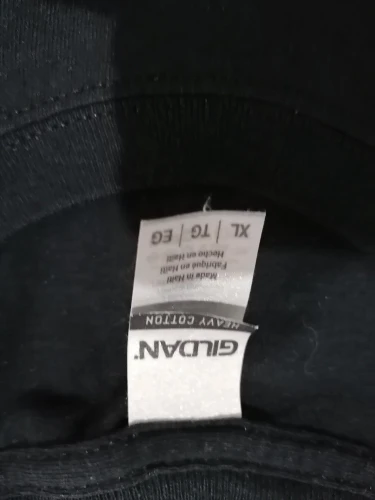 GILDAN
HEAVY COTTON
Made in Haiti
Fabriqué en Haïti
Hecho en Haití
XL | TG | EG